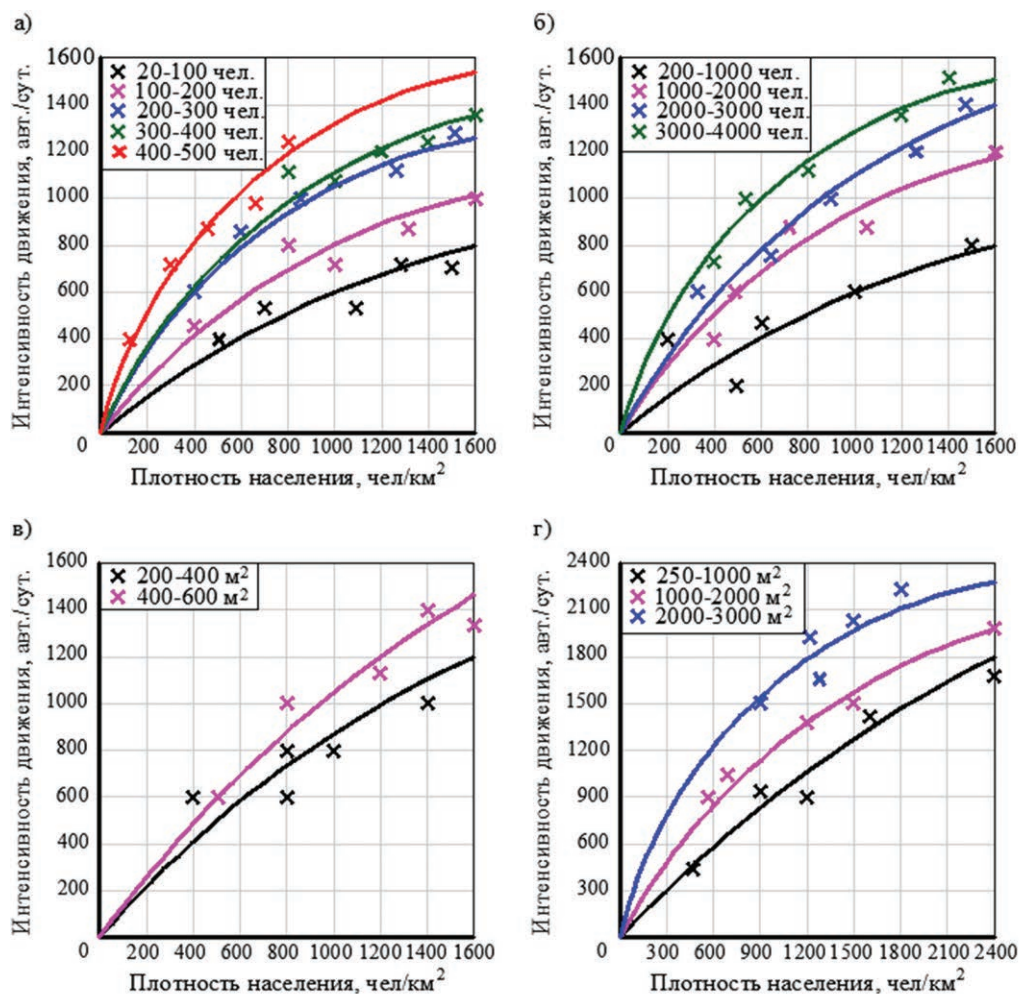 а)
1600
1400
1200
1000
800
600
400
200
0
20-100 чел.
100-200 чел.
200-300 чел.
300-400 чел.
400-500 чел.
200 400 600 800 1000 1200 1400 1600
Плотность населения, чел/км²
Интенсивность движения, авт./сут.
б)
1600
1400
1200
1000
800
600
400
200
0
200-1000 чел.
1000-2000 чел.
2000-3000 чел.
3000-4000 чел.
200 400 600 800 1000 1200 1400 1600
Плотность населения, чел/км²
Интенсивность движения, авт./сут.
в)
1600
1400
1200
1000
800
600
400
200
0
200-400 м²
400-600 м²
200 400 600 800 1000 1200 1400 1600
Плотность населения, чел/км²
Интенсивность движения, авт./сут.
г)
2400
2100
1800
1500
1200
900
600
300
0
250-1000 м²
1000-2000 м²
2000-3000 м²
300 600 900 1200 1500 1800 2100 2400
Плотность населения, чел/км²
Интенсивность движения, авт./сут.